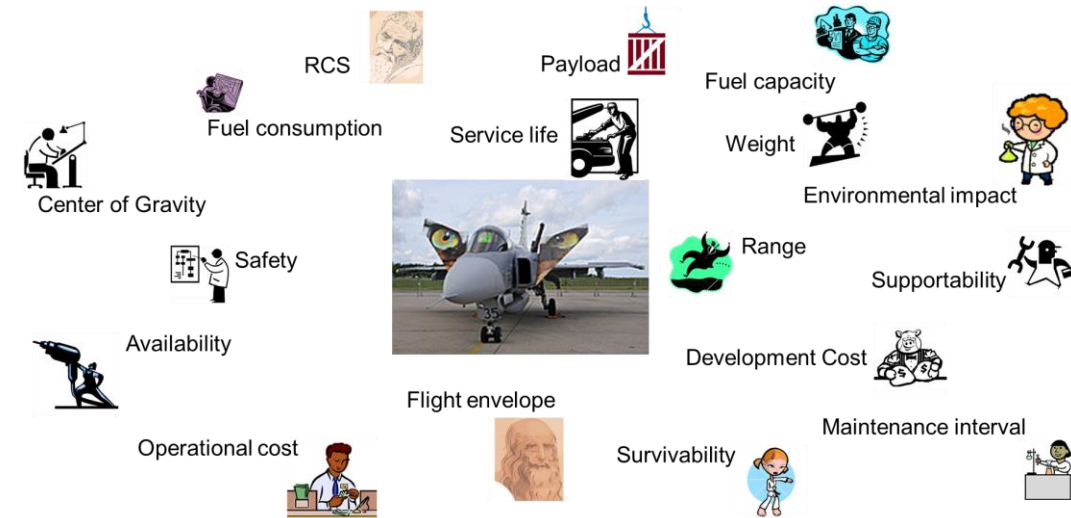 RCS
Payload
Fuel capacity
Fuel consumption
Service life
Weight
Environmental impact
Center of Gravity
Safety
Range
Supportability
35
Availability
Development Cost
Flight envelope
Maintenance interval
Operational cost
Survivability